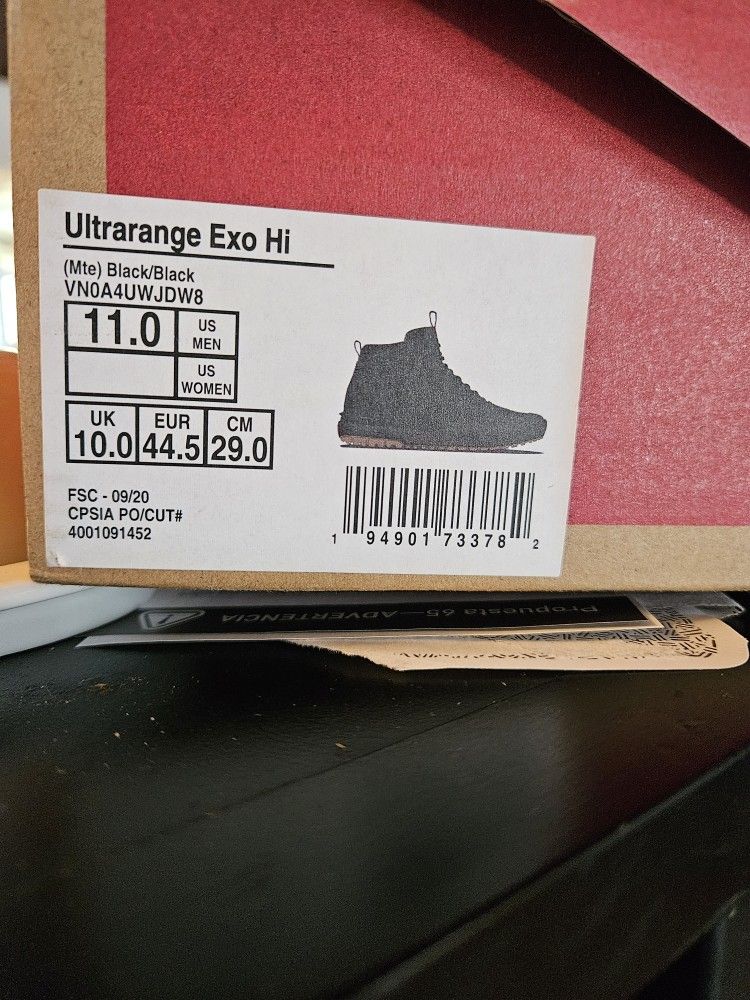 Ultrarange Exo Hi
(Mte) Black/Black
VN0A4UWJDW8
11.0 US MEN
US WOMEN
UK EUR CM
10.0 44.5 29.0
FSC - 09/20
CPSIA PO/CUT#
4001091452
1 94901 73378 2
Propuesta 65—ADVERTENCIA